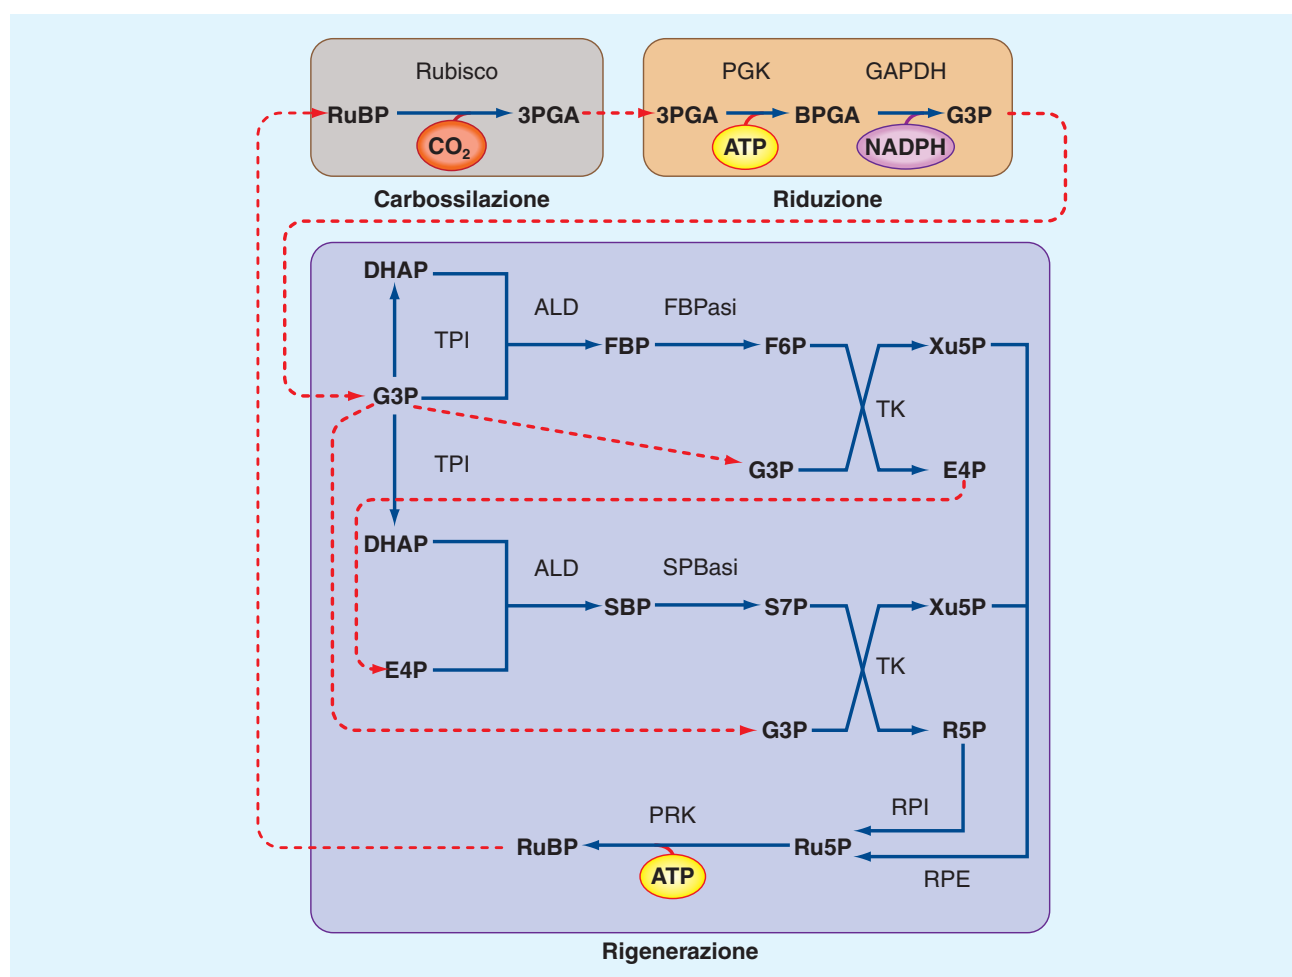 Rubisco
RuBP
3PGA
CO2
Carbossilazione
PGK
GAPDH
3PGA
BPGA
G3P
ATP
NADPH
Riduzione
DHAP
ALD
FBPasi
TPI
FBP
F6P
Xu5P
G3P
TK
TPI
G3P
E4P
DHAP
ALD
SPBasi
SBP
S7P
Xu5P
E4P
TK
G3P
R5P
RPI
PRK
RuBP
Ru5P
ATP
RPE
Rigenerazione